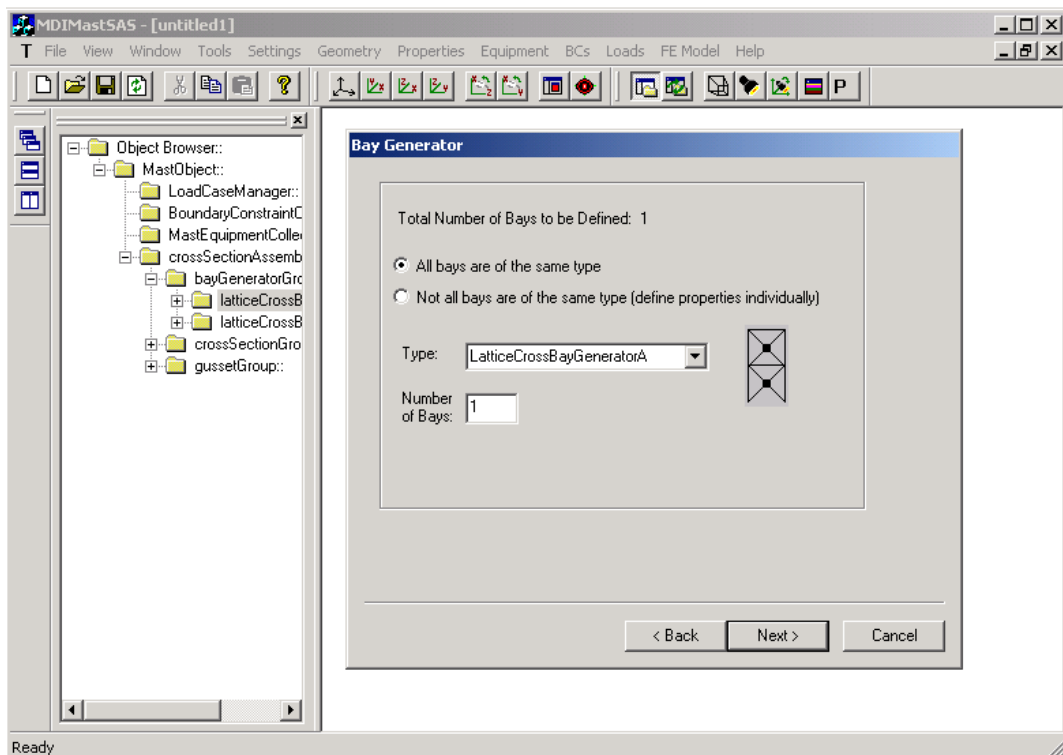 MDIMastSAS - [untitled1]
T File View Window Tools Settings Geometry Properties Equipment BCs Loads FE Model Help
P
Object Browser::
MastObject::
LoadCaseManager::
BoundaryConstraintC
MastEquipmentColle
crossSectionAssemb
bayGeneratorGro
latticeCrossB
latticeCrossB
crossSectionGro
gussetGroup::
Bay Generator
Total Number of Bays to be Defined: 1
All bays are of the same type
Not all bays are of the same type (define properties individually)
Type: LatticeCrossBayGeneratorA
Number
of Bays: 1
< Back Next > Cancel
Ready